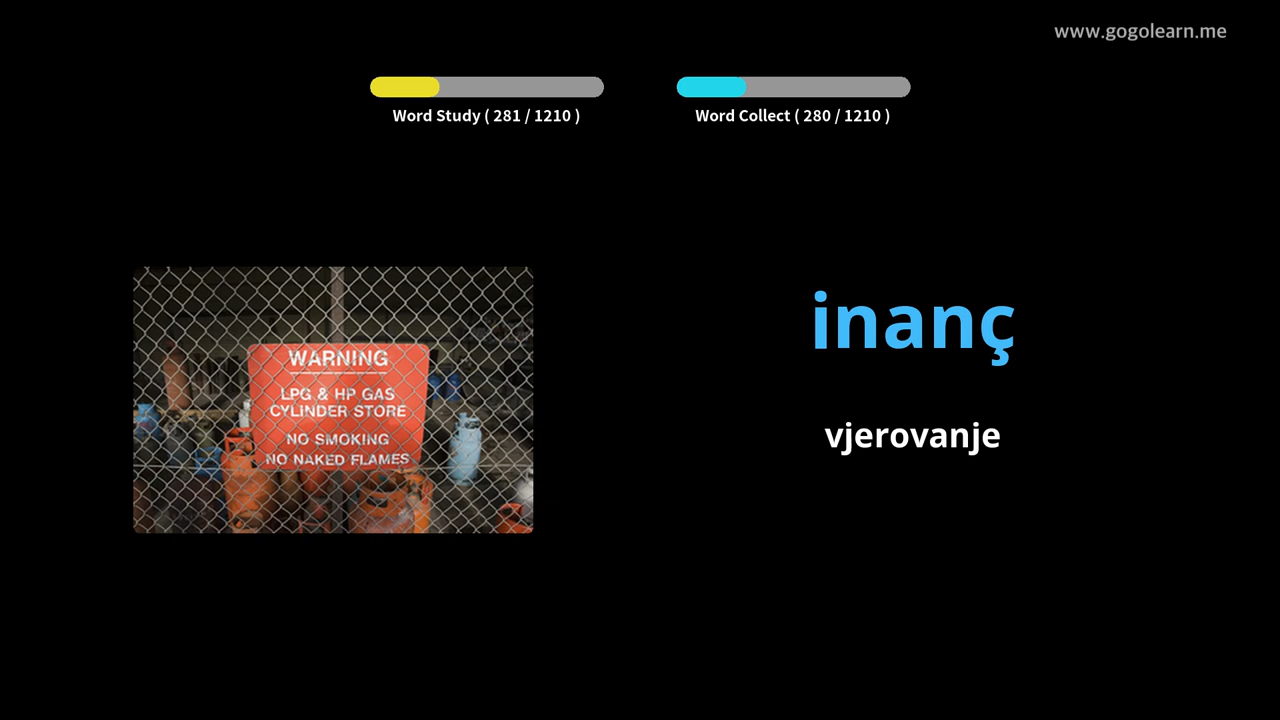 www.gogolearn.me
Word Study ( 281 / 1210 )
Word Collect ( 280 / 1210 )
WARNING
LPG & HP GAS
CYLINDER STORE
NO SMOKING
NO NAKED FLAMES
inanç
vjerovanje